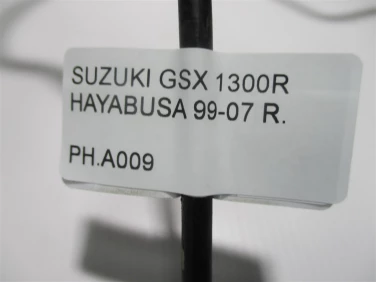 SUZUKI GSX 1300R
HAYABUSA 99-07 R.
PH.A009